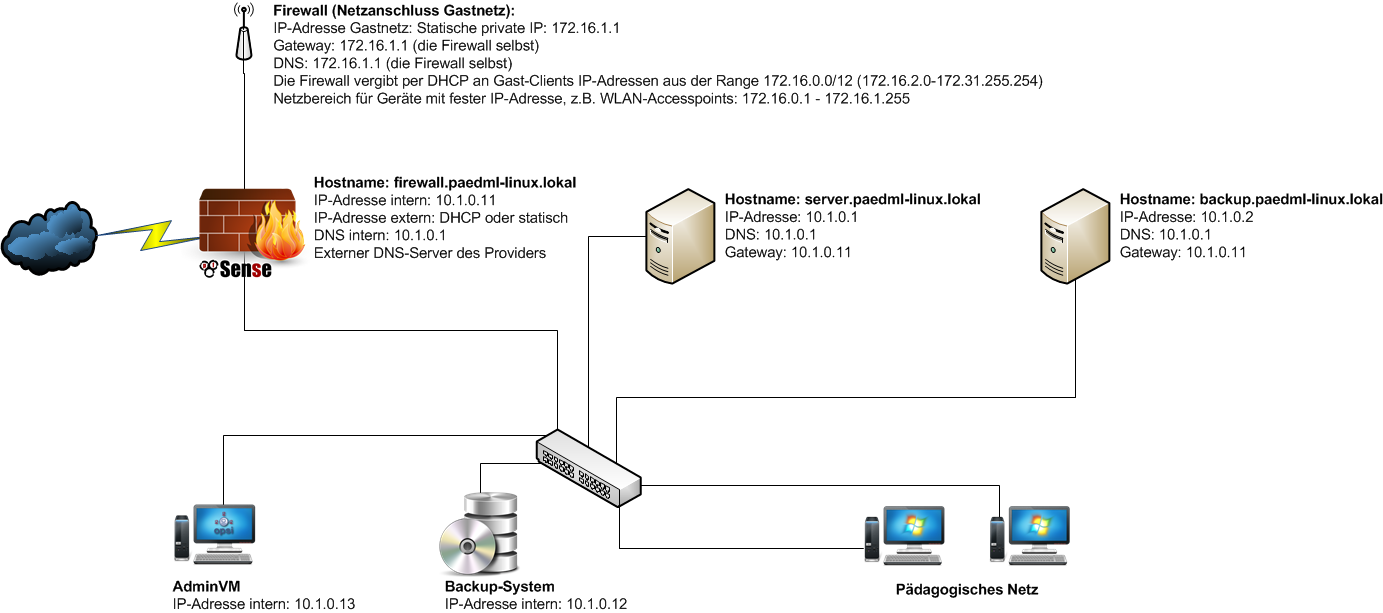 Firewall (Netzanschluss Gastnetz):
IP-Adresse Gastnetz: Statische private IP: 172.16.1.1
Gateway: 172.16.1.1 (die Firewall selbst)
DNS: 172.16.1.1 (die Firewall selbst)
Die Firewall vergibt per DHCP an Gast-Clients IP-Adressen aus der Range 172.16.0.0/12 (172.16.2.0-172.31.255.254)
Netzbereich für Geräte mit fester IP-Adresse, z.B. WLAN-Accesspoints: 172.16.0.1 - 172.16.1.255
Hostname: firewall.paedml-linux.lokal
IP-Adresse intern: 10.1.0.11
IP-Adresse extern: DHCP oder statisch
DNS intern: 10.1.0.1
Externer DNS-Server des Providers
Sense
Hostname: server.paedml-linux.lokal
IP-Adresse: 10.1.0.1
DNS: 10.1.0.1
Gateway: 10.1.0.11
Hostname: backup.paedml-linux.lokal
IP-Adresse: 10.1.0.2
DNS: 10.1.0.1
Gateway: 10.1.0.11
opsi
AdminVM
IP-Adresse intern: 10.1.0.13
Backup-System
IP-Adresse intern: 10.1.0.12
Pädagogisches Netz